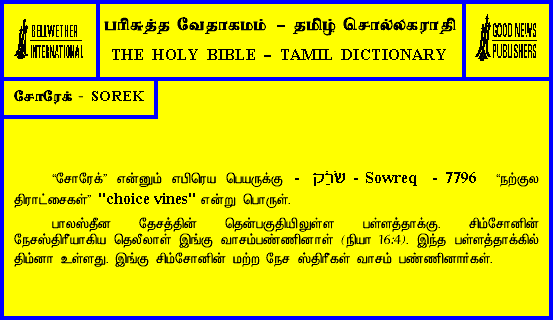 BELLWETHER
INTERNATIONAL
பரிசுத்த வேதாகமம் – தமிழ் சொல்லகராதி
THE HOLY BIBLE – TAMIL DICTIONARY
GOOD NEWS
PUBLISHERS
சோரேக் - SOREK
“சோரேக்” என்னும் எபிரெய பெயருக்கு - שׂרֵק - Sowreq - 7796 “நற்குல
திராட்சைகள்” "choice vines" என்று பொருள்.
பாலஸ்தீன தேசத்தின் தென்பகுதியிலுள்ள பள்ளத்தாக்கு. சிம்சோனின்
நேசஸ்திரீயாகிய தெலீலாள் இங்கு வாசம்பண்ணினாள் (நியா 16:4). இந்த பள்ளத்தாக்கில்
திம்னா உள்ளது. இங்கு சிம்சோனின் மற்ற நேச ஸ்திரீகள் வாசம் பண்ணினார்கள்.